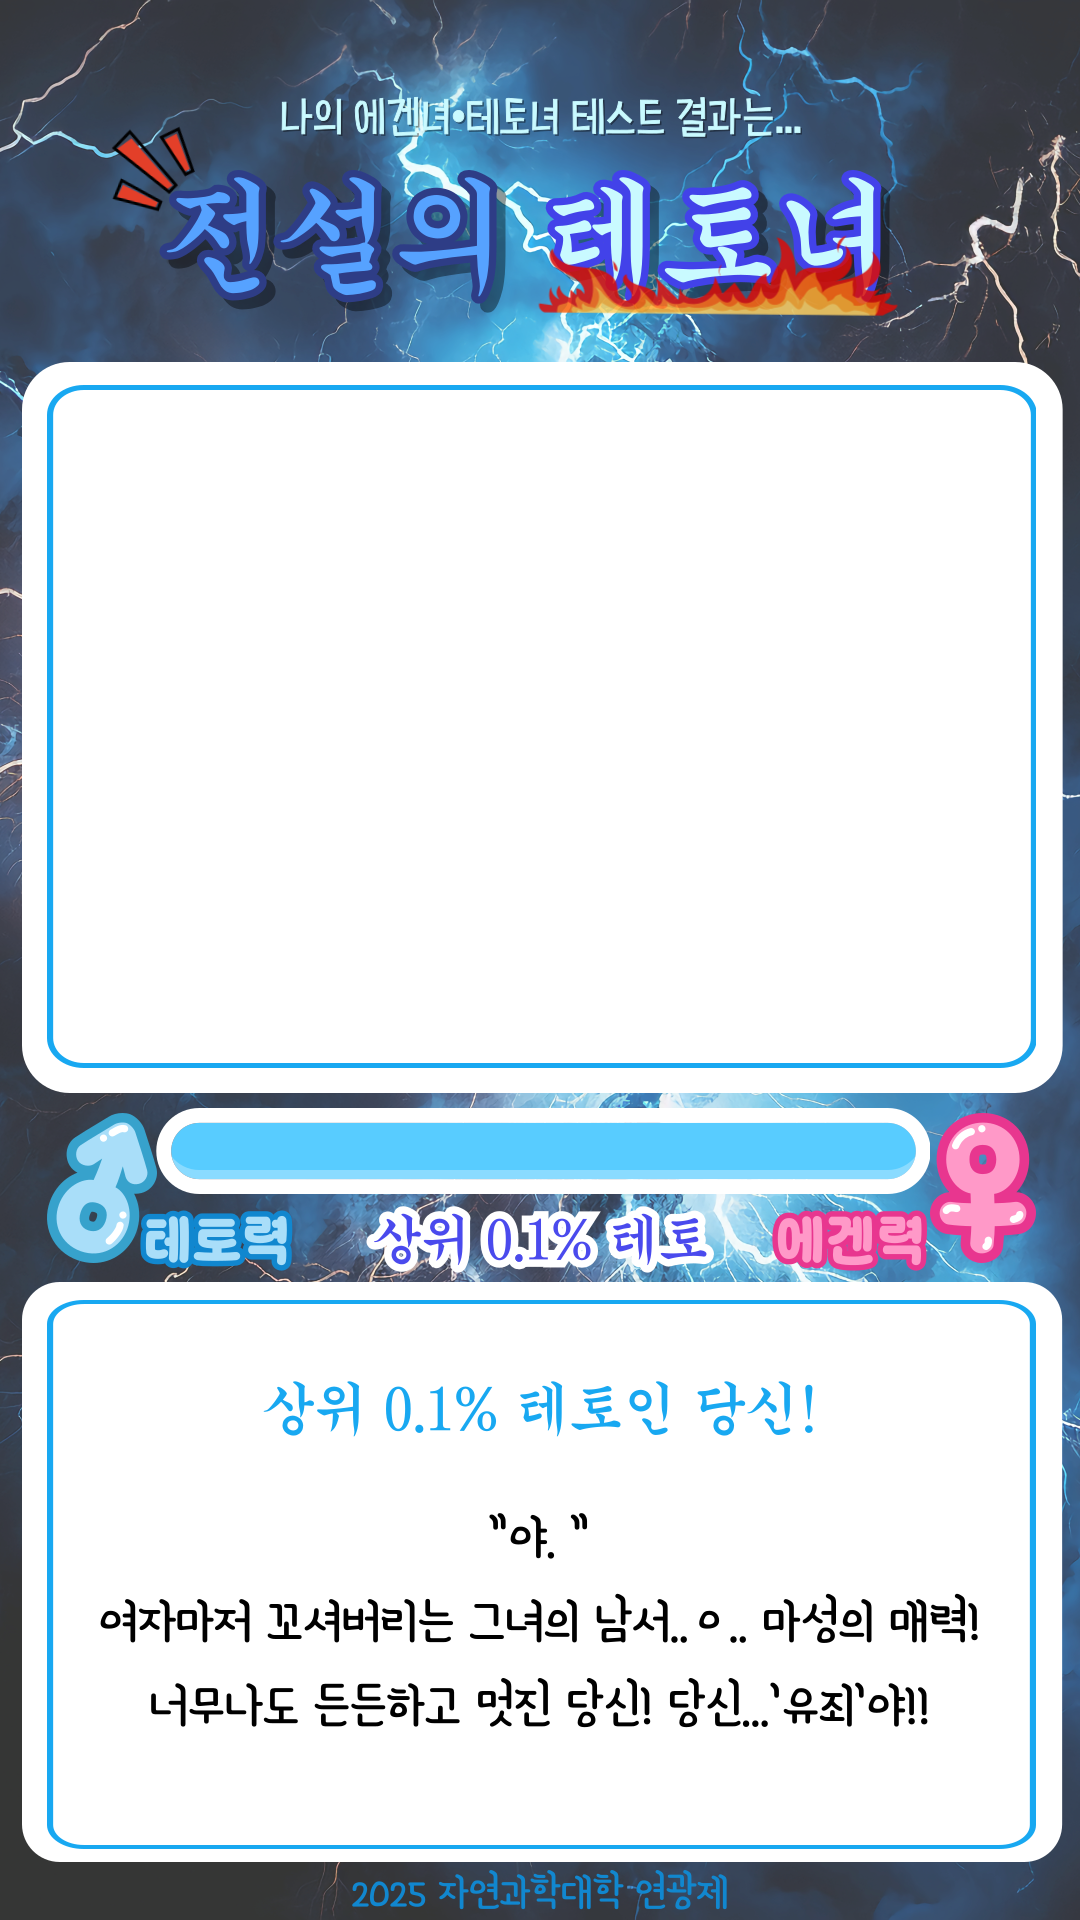 나의 에겐녀•테토녀 테스트 결과는...
전설의 테토녀
테토력
상위 0.1% 테토
에겐력
상위 0.1% 테토인 당신!
"야. "
여자마저 꼬셔버리는 그녀의 남서..ㅇ.. 마성의 매력!
너무나도 든든하고 멋진 당신! 당신...'유죄'야!!
2025 자연과학대학 연광제